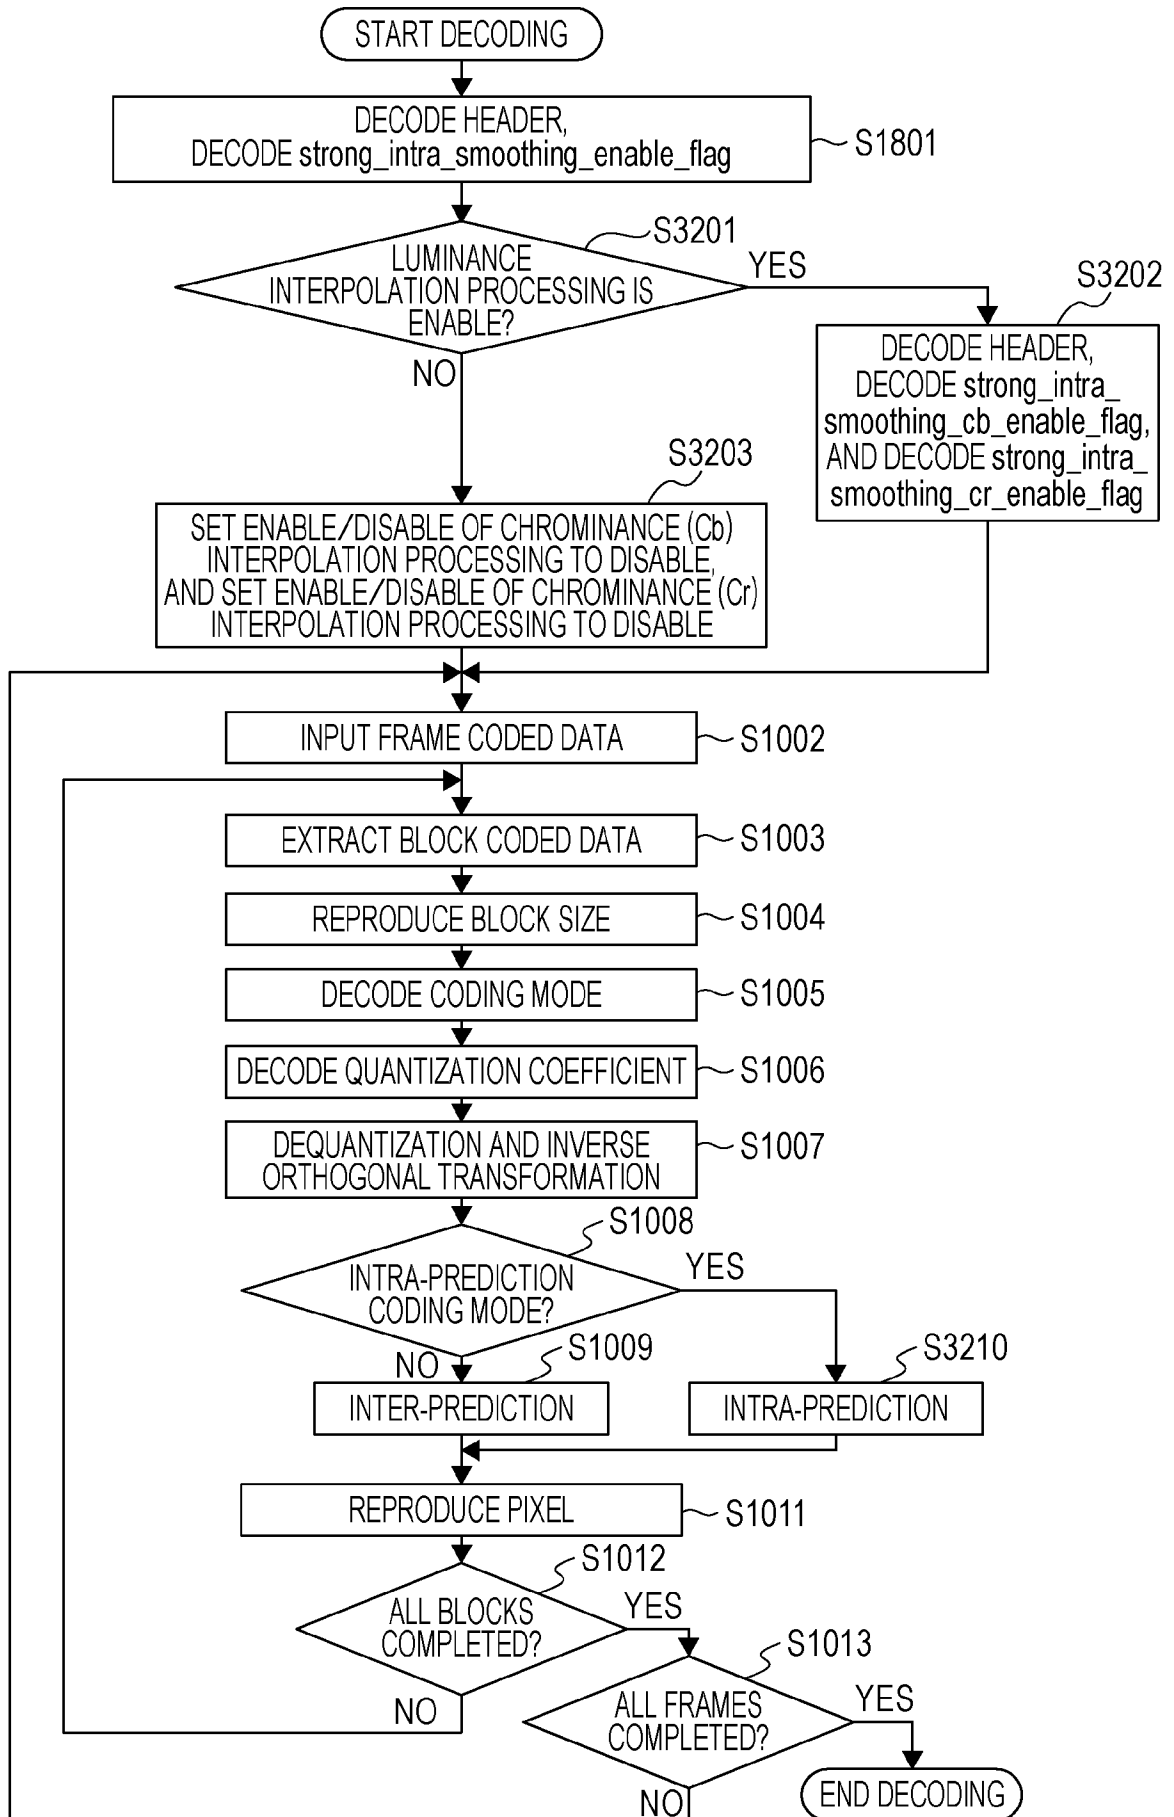 START DECODING
DECODE HEADER,
DECODE strong_intra_smoothing_enable_flag
S1801
S3201
LUMINANCE
INTERPOLATION PROCESSING IS
ENABLE?
YES
NO
S3202
DECODE HEADER,
DECODE strong_intra_
smoothing_cb_enable_flag,
AND DECODE strong_intra_
smoothing_cr_enable_flag
S3203
SET ENABLE/DISABLE OF CHROMINANCE (Cb)
INTERPOLATION PROCESSING TO DISABLE,
AND SET ENABLE/DISABLE OF CHROMINANCE (Cr)
INTERPOLATION PROCESSING TO DISABLE
INPUT FRAME CODED DATA
S1002
EXTRACT BLOCK CODED DATA
S1003
REPRODUCE BLOCK SIZE
S1004
DECODE CODING MODE
S1005
DECODE QUANTIZATION COEFFICIENT
S1006
DEQUANTIZATION AND INVERSE
ORTHOGONAL TRANSFORMATION
S1007
S1008
INTRA-PREDICTION
CODING MODE?
YES
NO
S1009
INTER-PREDICTION
S3210
INTRA-PREDICTION
REPRODUCE PIXEL
S1011
S1012
ALL BLOCKS
COMPLETED?
YES
NO
S1013
ALL FRAMES
COMPLETED?
YES
NO
END DECODING